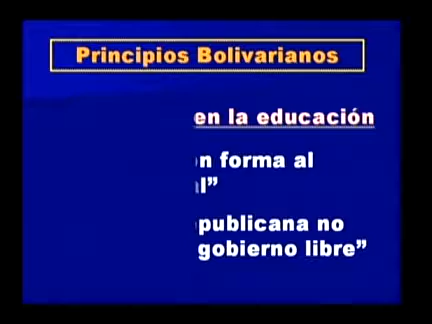 Principios Bolivarianos
en la educación
n forma al
l”
publicana no
gobierno libre”